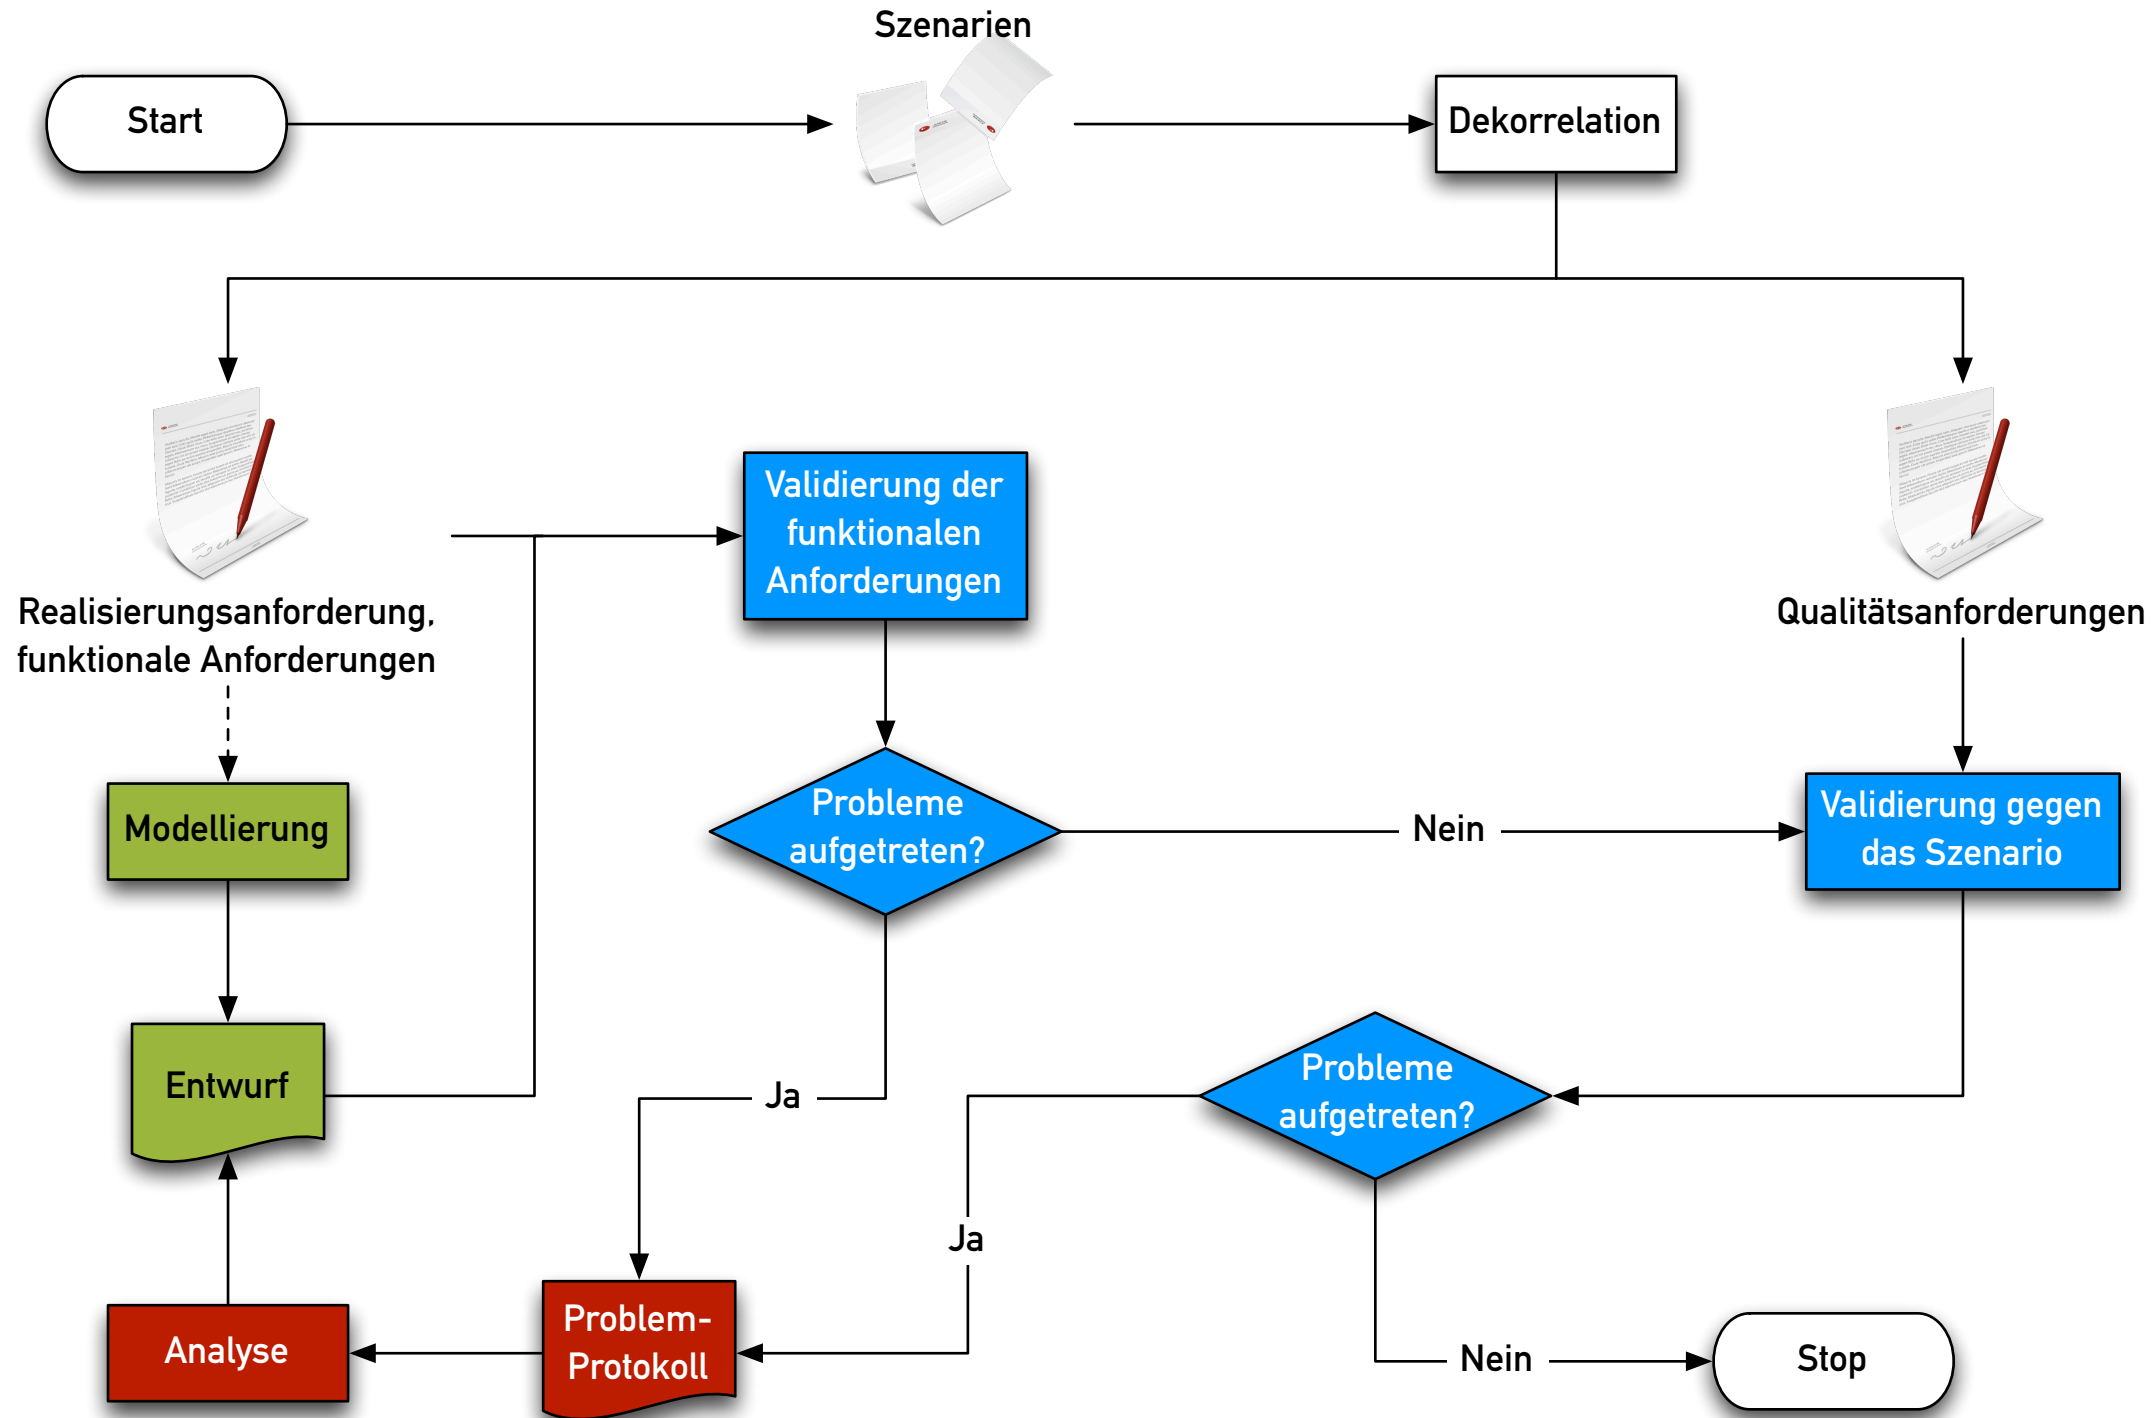 Szenarien
Start
Dekorrelation
Validierung der
funktionalen
Anforderungen
Realisierungsanforderung,
funktionale Anforderungen
Qualitätsanforderungen
Modellierung
Probleme
aufgetreten?
Nein
Validierung gegen
das Szenario
Entwurf
Ja
Probleme
aufgetreten?
Ja
Analyse
Problem-
Protokoll
Nein
Stop